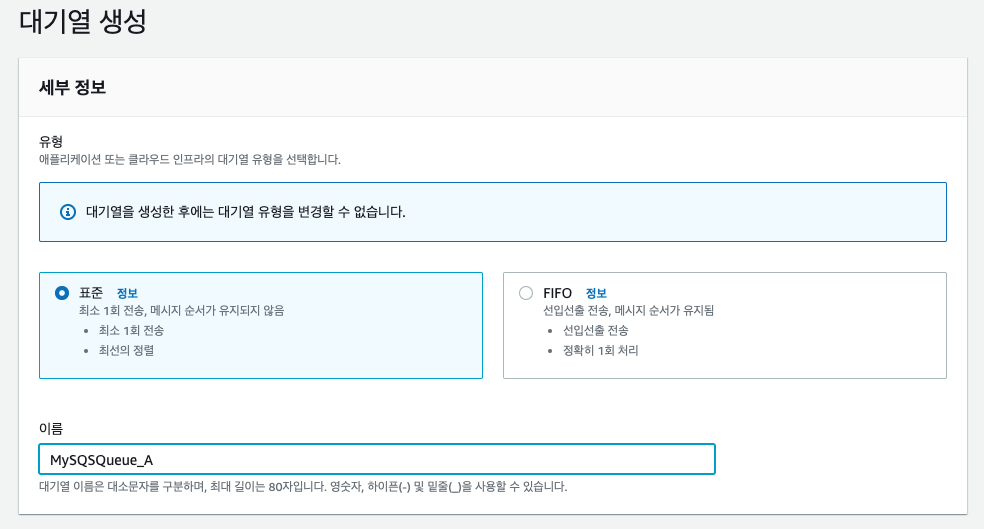 대기열 생성
세부 정보
유형
애플리케이션 또는 클라우드 인프라의 대기열 유형을 선택합니다.
대기열을 생성한 후에는 대기열 유형을 변경할 수 없습니다.
표준 정보
최소 1회 전송, 메시지 순서가 유지되지 않음
• 최소 1회 전송
• 최선의 정렬
FIFO 정보
선입선출 전송, 메시지 순서가 유지됨
• 선입선출 전송
• 정확히 1회 처리
이름
MySQSQueue_A
대기열 이름은 대소문자를 구분하며, 최대 길이는 80자입니다. 영숫자, 하이픈(-) 및 밑줄(_)을 사용할 수 있습니다.